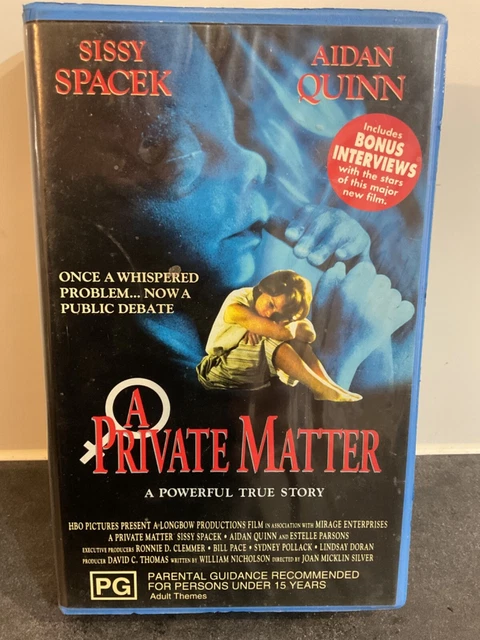 SISSY
SPACEK
AIDAN
QUINN
Includes
BONUS
INTERVIEWS
with the stars
of this major
new film.
ONCE A WHISPERED
PROBLEM... NOW A
PUBLIC DEBATE
A
PRIVATE MATTER
A POWERFUL TRUE STORY
HBO PICTURES PRESENT A LONGBOW PRODUCTIONS FILM IN ASSOCIATION WITH MIRAGE ENTERPRISES
A PRIVATE MATTER SISSY SPACEK • AIDAN QUINN AND ESTELLE PARSONS
EXECUTIVE PRODUCERS RONNIE D. CLEMMER • BILL PACE • SYDNEY POLLACK • LINDSAY DORAN
PRODUCER DAVID C. THOMAS WRITTEN BY WILLIAM NICHOLSON DIRECTED BY JOAN MICKLIN SILVER
PG
PARENTAL GUIDANCE RECOMMENDED
FOR PERSONS UNDER 15 YEARS
Adult Themes